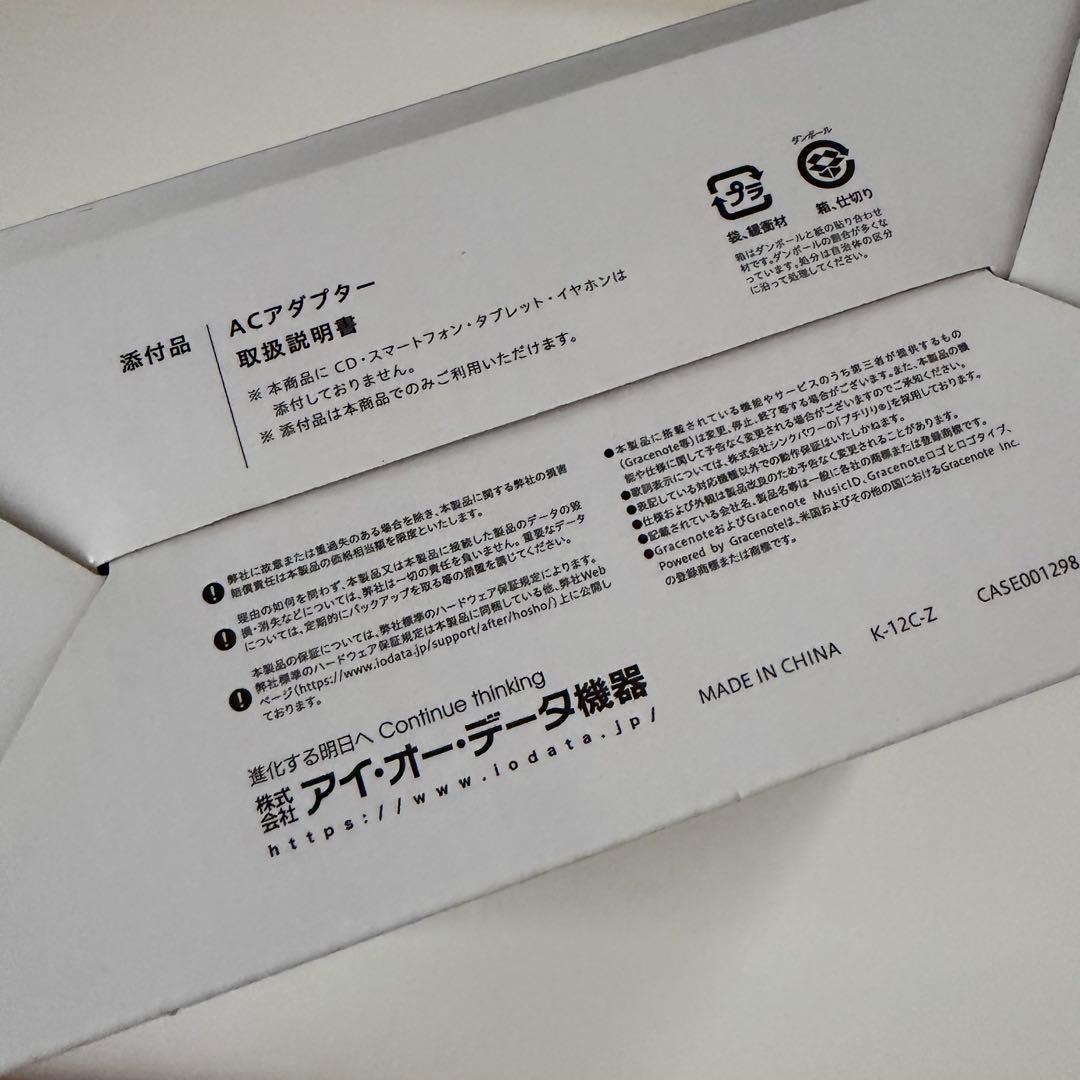 ダンボール
プラ
袋、緩衝材
箱、仕切り
箱はダンボールと紙の貼り合わせ
材です。ダンボールの割合が多くな
っています。処分は自治体の区分
に沿って処理してください。
添付品
ACアダプター
取扱説明書
※ 本商品に CD・スマートフォン・タブレット・イヤホンは
添付しておりません。
※ 添付品は本商品でのみご利用いただけます。
弊社に故意または重過失のある場合を除き、本製品に関する弊社の損害
賠償責任は本製品の価格相当額を限度といたします。
理由の如何を問わず、本製品又は本製品に接続した製品のデータの毀
損・消失などについては、弊社は一切の責任を負いません。重要なデータ
については、定期的にバックアップを取る等の措置を講じてください。
本製品の保証については、弊社標準のハードウェア保証規定によります。
弊社標準のハードウェア保証規定は本製品に同梱している他、弊社Web
ページ(https://www.iodata.jp/support/after/hosho/)上に公開し
ております。
●本製品に搭載されている機能やサービスのうち第三者が提供するもの
(Gracenote等)は変更、停止、終了等する場合がございます。また、本製品の機
能や仕様に関して予告なく変更される場合がございますのでご承知ください。
●歌詞表示については、株式会社シンクパワーの「プチリリ®」を採用しております。
●表記している対応機種以外での動作保証はいたしかねます。
●仕様および外観は製品改良のため予告なく変更されることがあります。
●記載されている会社名、製品名等は一般に各社の商標または登録商標です。
●GracenoteおよびGracenote MusicID、Gracenoteロゴとロゴタイプ、
Powered by Gracenoteは、米国およびその他の国におけるGracenote Inc.
の登録商標または商標です。
進化する明日へ Continue thinking
株式会社 アイ・オー・データ機器
https://www.iodata.jp/
MADE IN CHINA K-12C-Z CASE001298